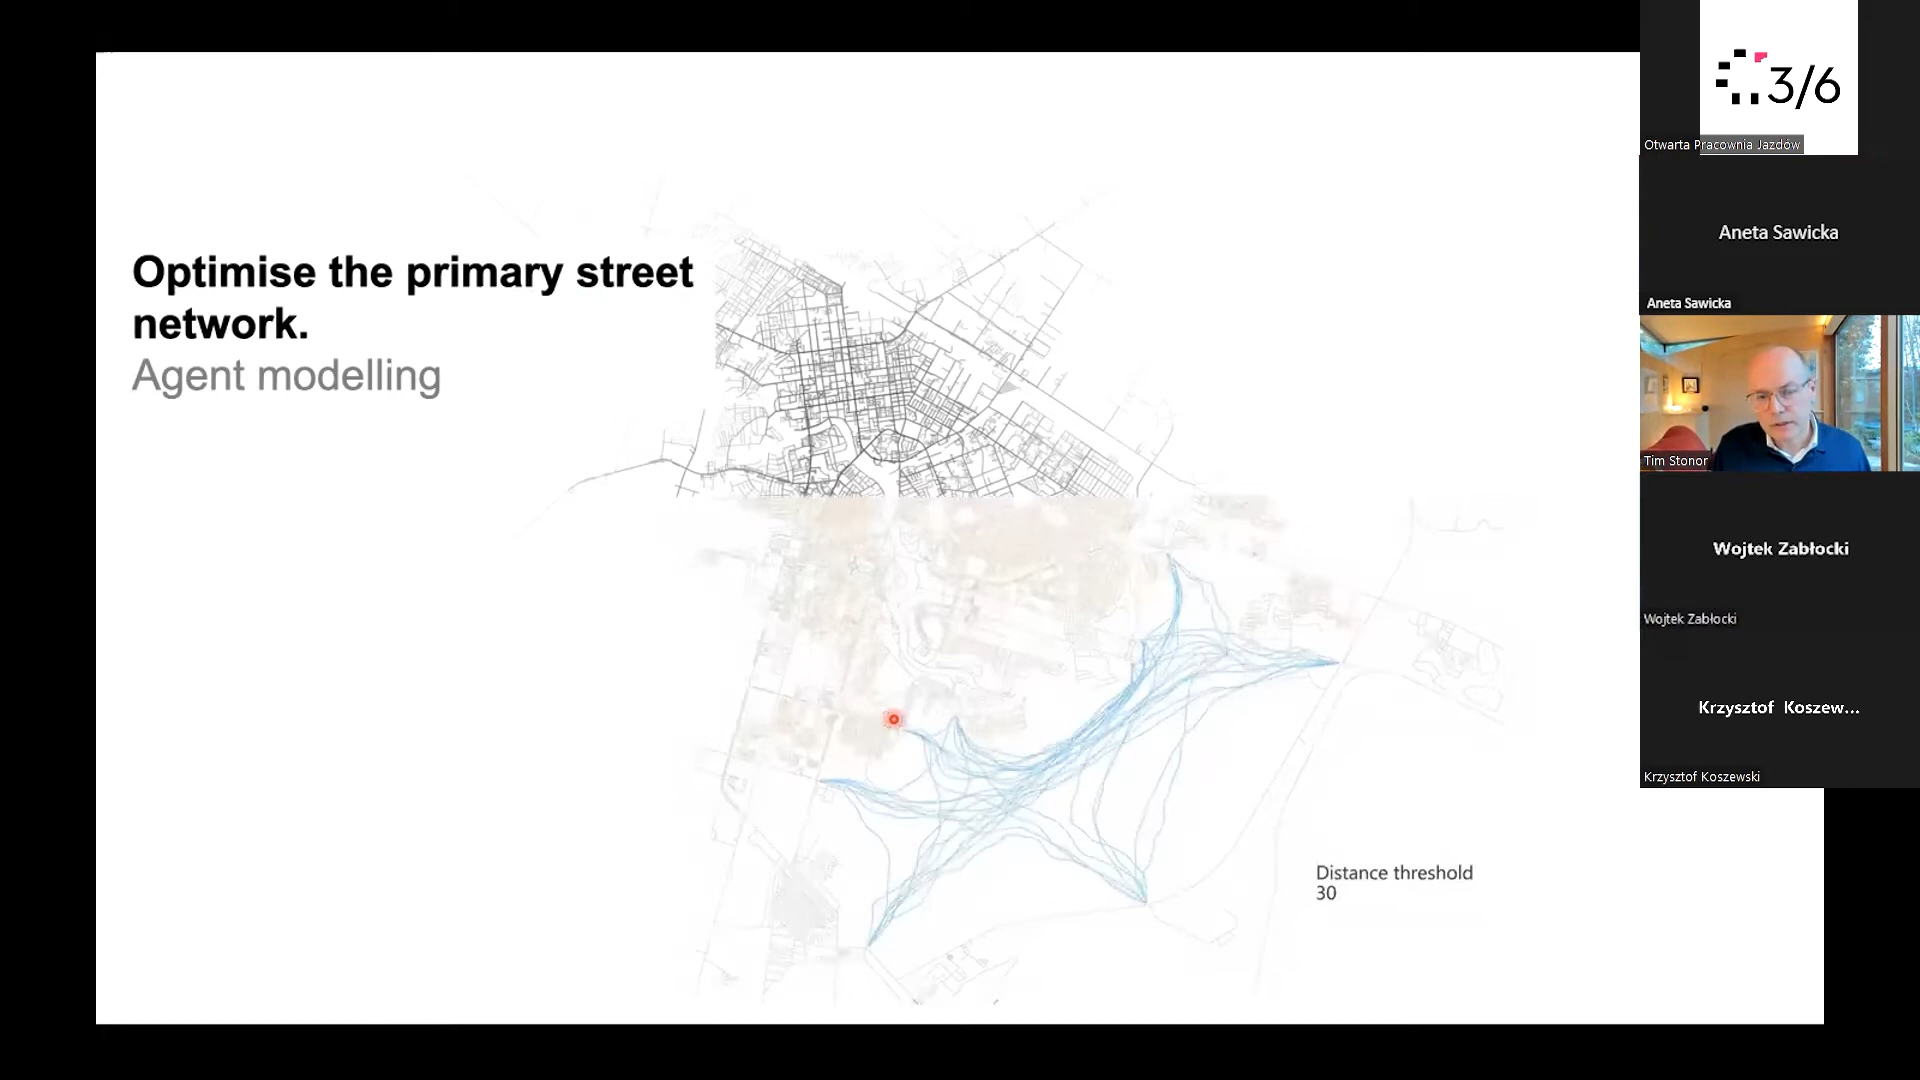 Optimise the primary street
network.
Agent modelling
Distance threshold
30
3/6
Otwarta Pracownia Jazdów
Aneta Sawicka
Aneta Sawicka
Tim Stonor
Wojtek Zabłocki
Wojtek Zabłocki
Krzysztof Koszew...
Krzysztof Koszewski